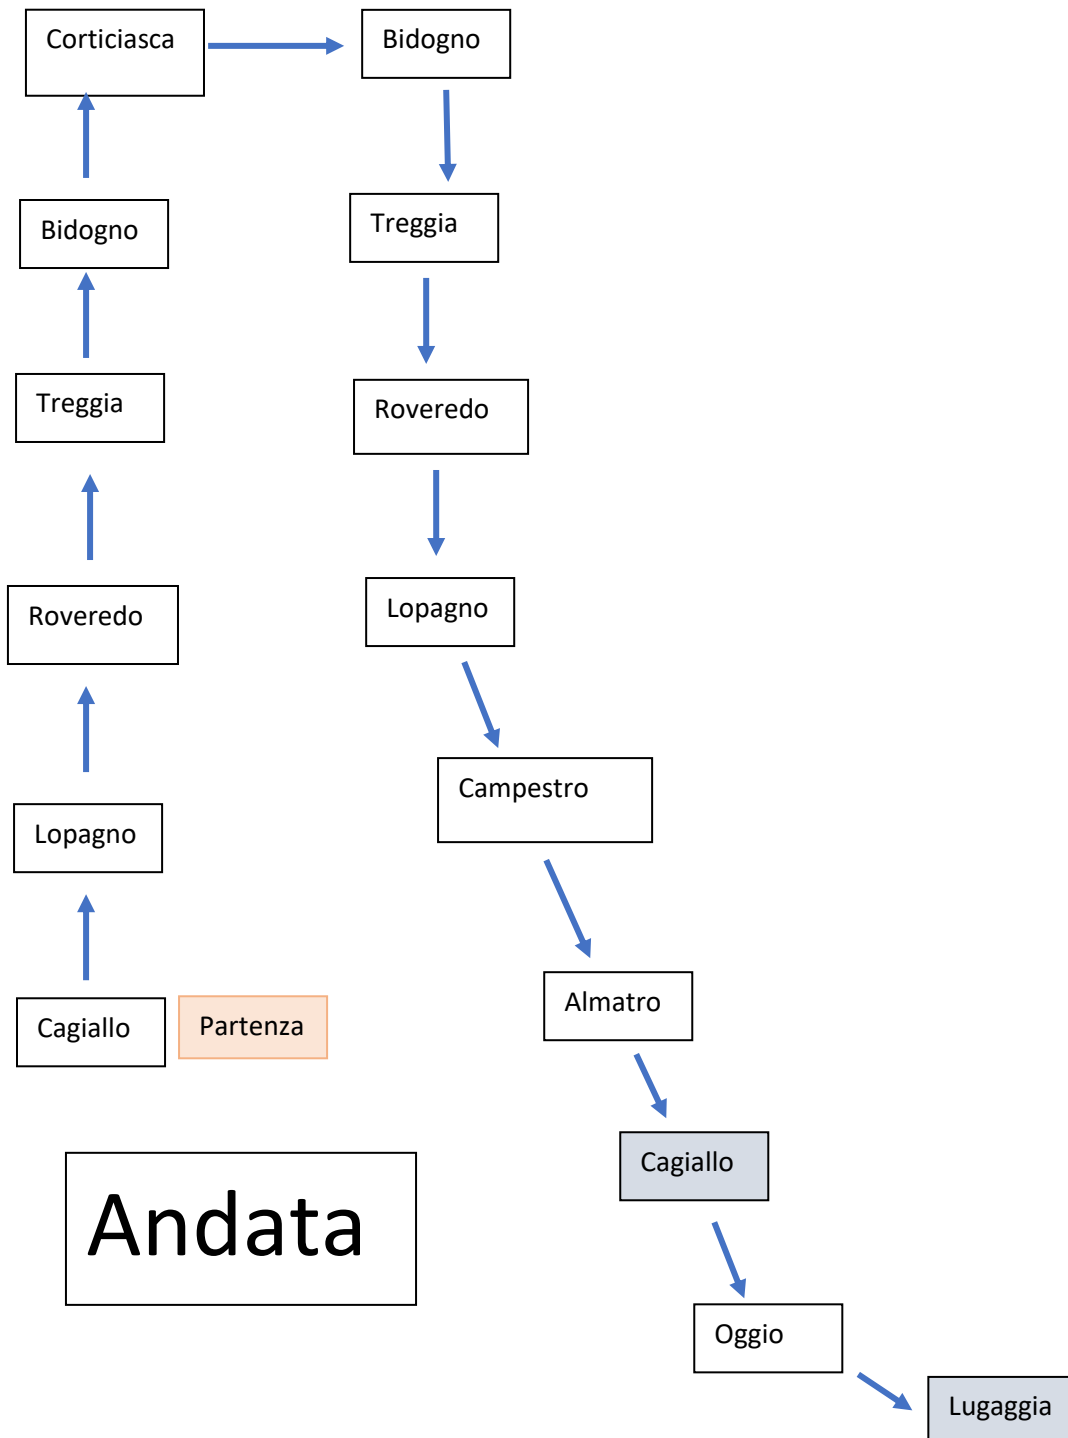 Corticiasca
Bidogno
Bidogno
Treggia
Treggia
Roveredo
Roveredo
Lopagno
Campestro
Lopagno
Almatro
Cagiallo
Partenza
Cagiallo
Andata
Oggio
Lugaggia